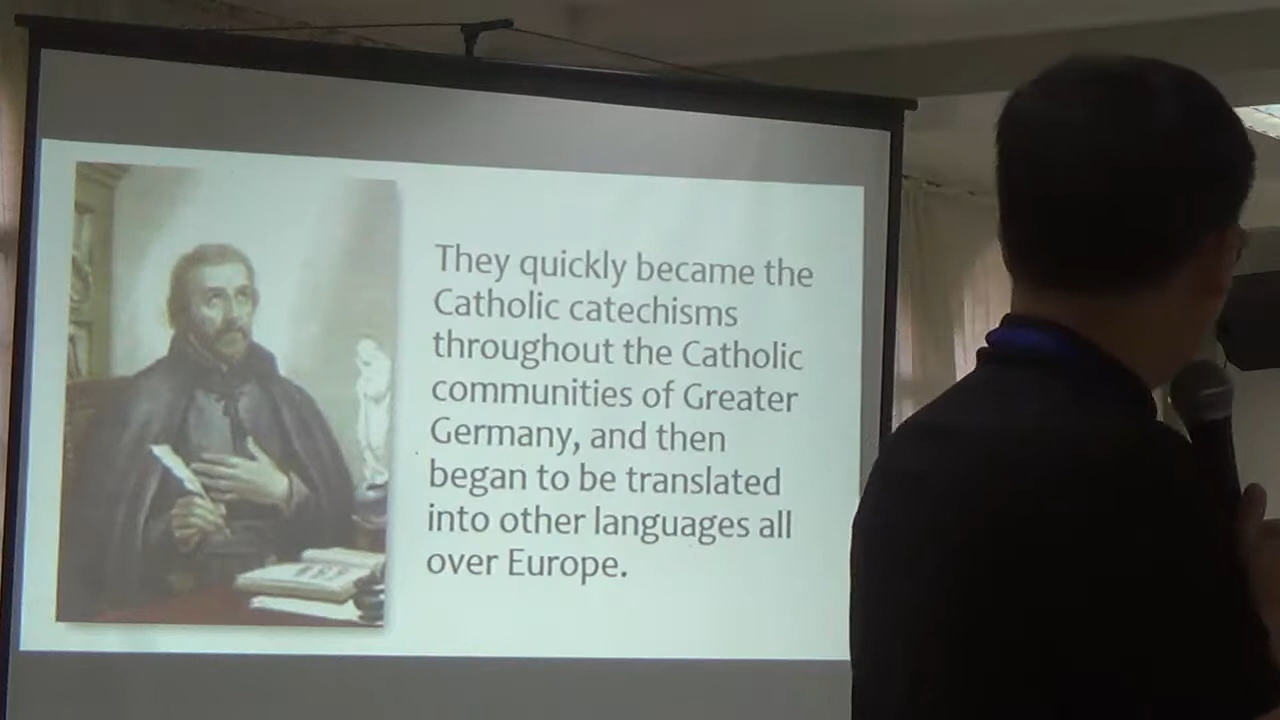 They quickly became the
Catholic catechisms
throughout the Catholic
communities of Greater
Germany, and then
began to be translated
into other languages all
over Europe.